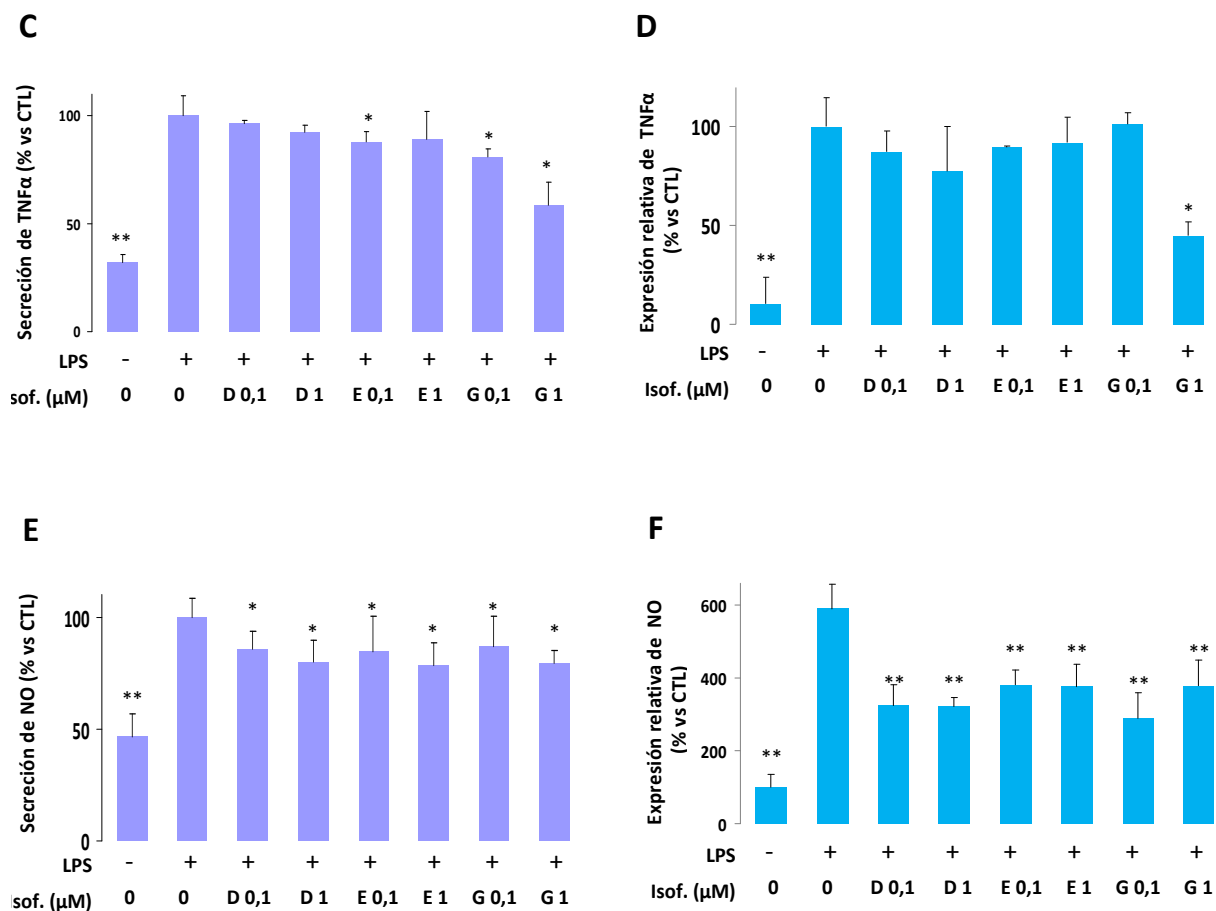 C
Secreción de TNFα (% vs CTL)
100
50
0
** * * *
LPS - + + + + + + +
sof. (µM) 0 0 D 0,1 D 1 E 0,1 E 1 G 0,1 G 1
D
Expresión relativa de TNFα
(% vs CTL)
100
50
0
** *
LPS - + + + + + + +
Isof. (µM) 0 0 D 0,1 D 1 E 0,1 E 1 G 0,1 G 1
E
Secreción de NO (% vs CTL)
100
50
0
** * * * * * *
LPS - + + + + + + +
Isof. (µM) 0 0 D 0,1 D 1 E 0,1 E 1 G 0,1 G 1
F
Expresión relativa de NO
(% vs CTL)
600
400
200
0
** ** ** ** ** ** **
LPS - + + + + + + +
Isof. (µM) 0 0 D 0,1 D 1 E 0,1 E 1 G 0,1 G 1